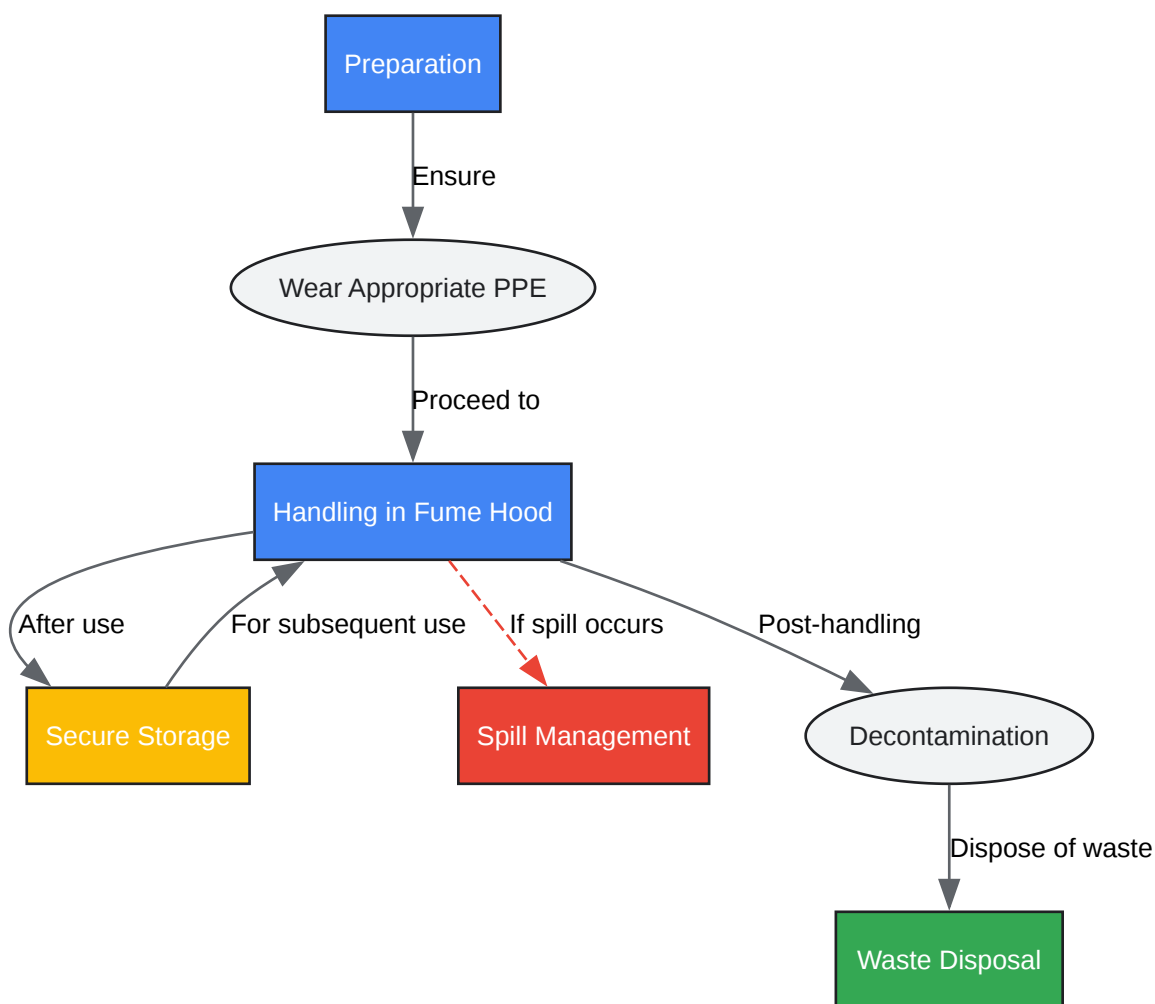 Preparation
Ensure
Wear Appropriate PPE
Proceed to
Handling in Fume Hood
After use
For subsequent use
If spill occurs
Post-handling
Secure Storage
Spill Management
Decontamination
Dispose of waste
Waste Disposal